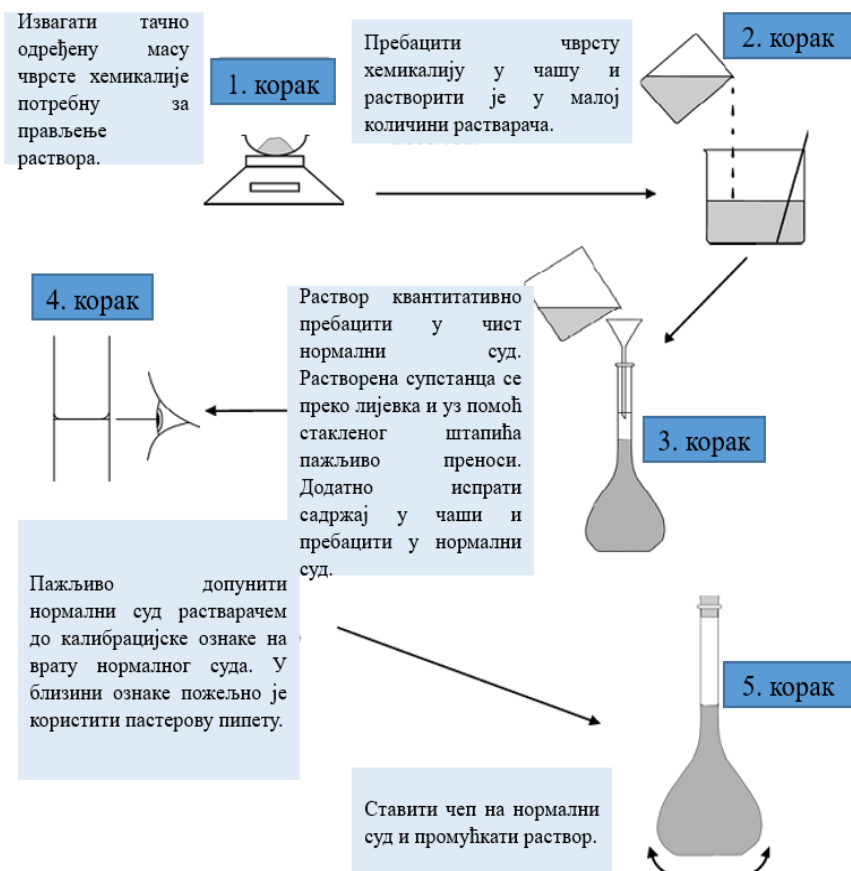 Извагати тачно
одређену масу
чврсте хемикалије
потребну за
прављење
раствора.
1. корак
Пребацити чврсту
хемикалију у чашу и
растворити је у малој
количини растварача.
2. корак
Раствор квантитативно
пребацити у чист
нормални суд.
Растворена супстанца се
преко лијевка и уз помоћ
стакленог штапића
пажљиво преноси.
Додатно испрати
садржај у чаши и
пребацити у нормални
суд.
3. корак
4. корак
Пажљиво допунити
нормални суд растварачем
до калибрацијске ознаке на
врату нормалног суда. У
близини ознаке пожељно је
користити пастерову пипету.
5. корак
Ставити чеп на нормални
суд и промућкати раствор.